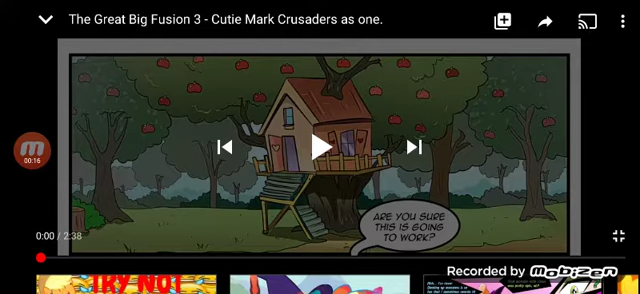 The Great Big Fusion 3 - Cutie Mark Crusaders as one.
00:16
ARE YOU SURE
THIS IS GOING
TO WORK?
0:00 / 2:38
TRY NOT
Recorded by mobizen